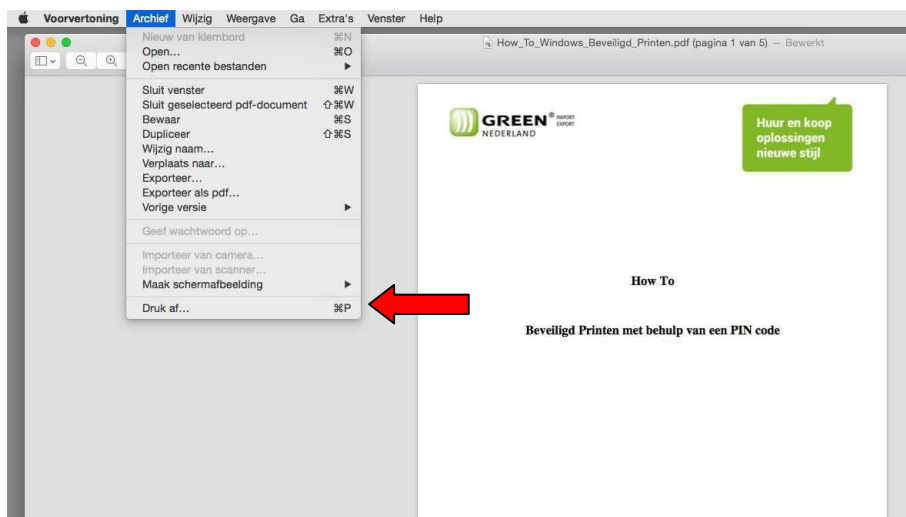 Voorvertoning Archief Wijzig Weergave Ga Extra's Venster Help
How_To_Windows_Beveiligd_Printen.pdf (pagina 1 van 5) — Bewerkt
Nieuw van klembord ⌘N
Open... ⌘O
Open recente bestanden ▶
Sluit venster ⌘W
Sluit geselecteerd pdf-document ⇧⌘W
Bewaar ⌘S
Dupliceer ⇧⌘S
Wijzig naam...
Verplaats naar...
Exporteer...
Exporteer als pdf...
Vorige versie ▶
Geef wachtwoord op...
Importeer van camera...
Importeer van scanner...
Maak schermafbeelding ▶
Druk af... ⌘P
GREEN® IMPORT
EXPORT
NEDERLAND
Huur en koop
oplossingen
nieuwe stijl
How To
Beveiligd Printen met behulp van een PIN code